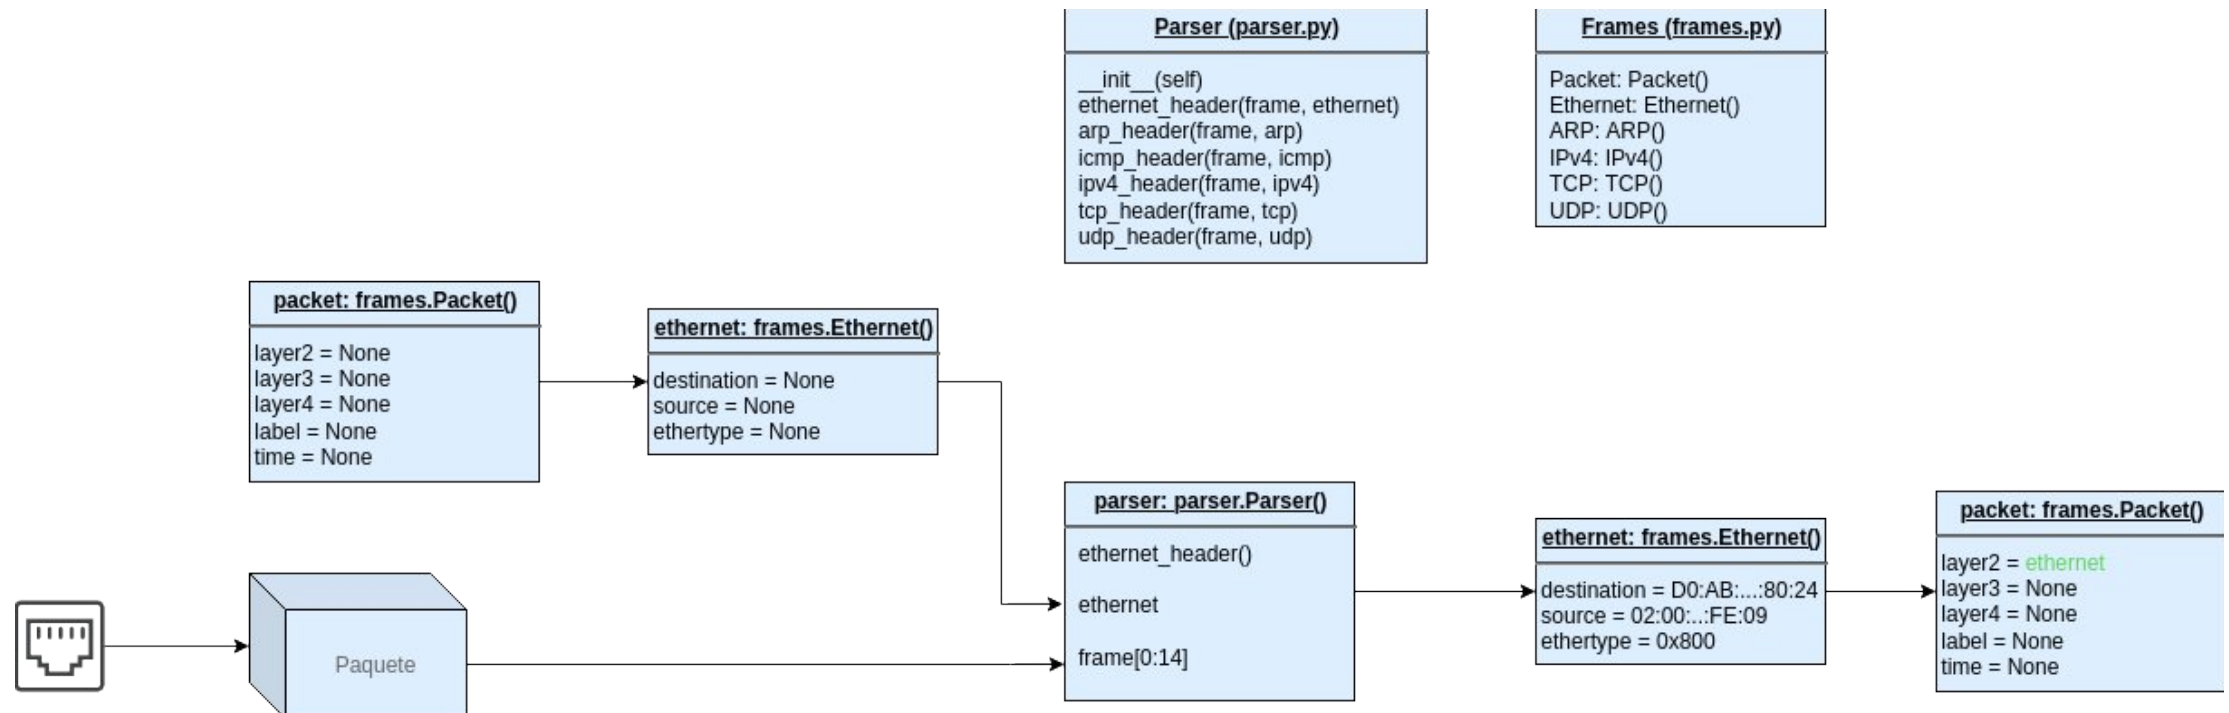 Parser (parser.py)
__init__(self)
ethernet_header(frame, ethernet)
arp_header(frame, arp)
icmp_header(frame, icmp)
ipv4_header(frame, ipv4)
tcp_header(frame, tcp)
udp_header(frame, udp)
Frames (frames.py)
Packet: Packet()
Ethernet: Ethernet()
ARP: ARP()
IPv4: IPv4()
TCP: TCP()
UDP: UDP()
packet: frames.Packet()
layer2 = None
layer3 = None
layer4 = None
label = None
time = None
ethernet: frames.Ethernet()
destination = None
source = None
ethertype = None
Paquete
parser: parser.Parser()
ethernet_header()
ethernet
frame[0:14]
ethernet: frames.Ethernet()
destination = D0:AB:...:80:24
source = 02:00:...:FE:09
ethertype = 0x800
packet: frames.Packet()
layer2 = ethernet
layer3 = None
layer4 = None
label = None
time = None